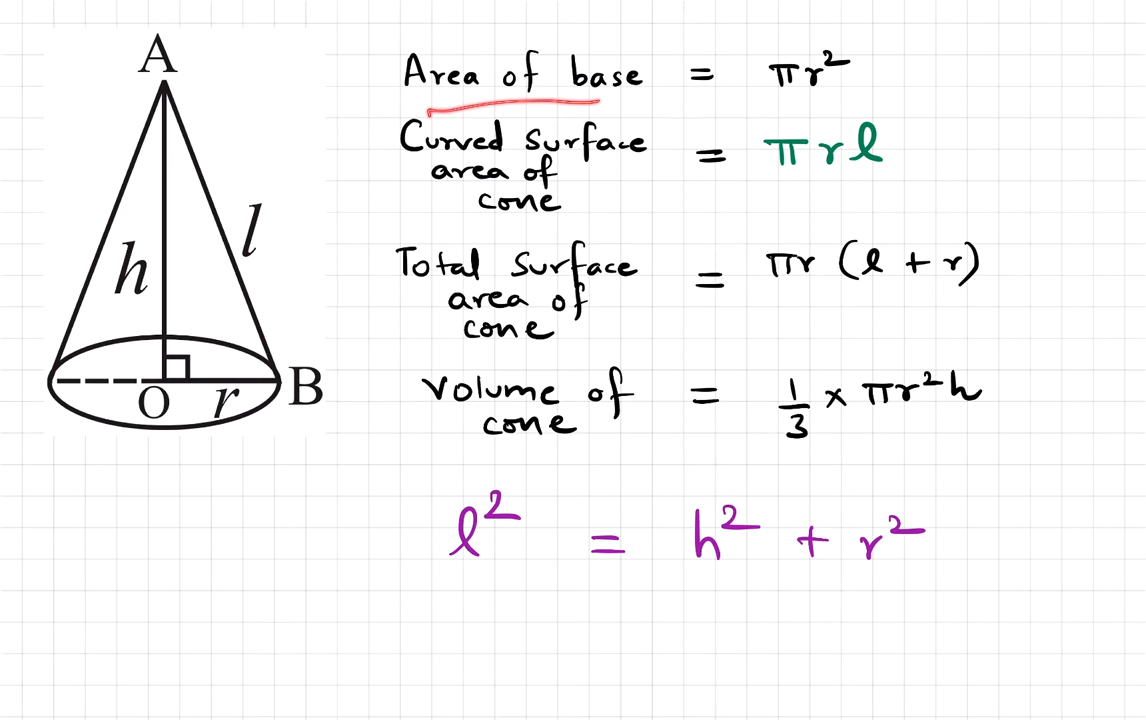 A
h
l
O
r
B
Area of base = πr²
Curved surface area of cone = πrl
Total surface area of cone = πr (l + r)
Volume of cone = 1/3 × πr²h
l² = h² + r²